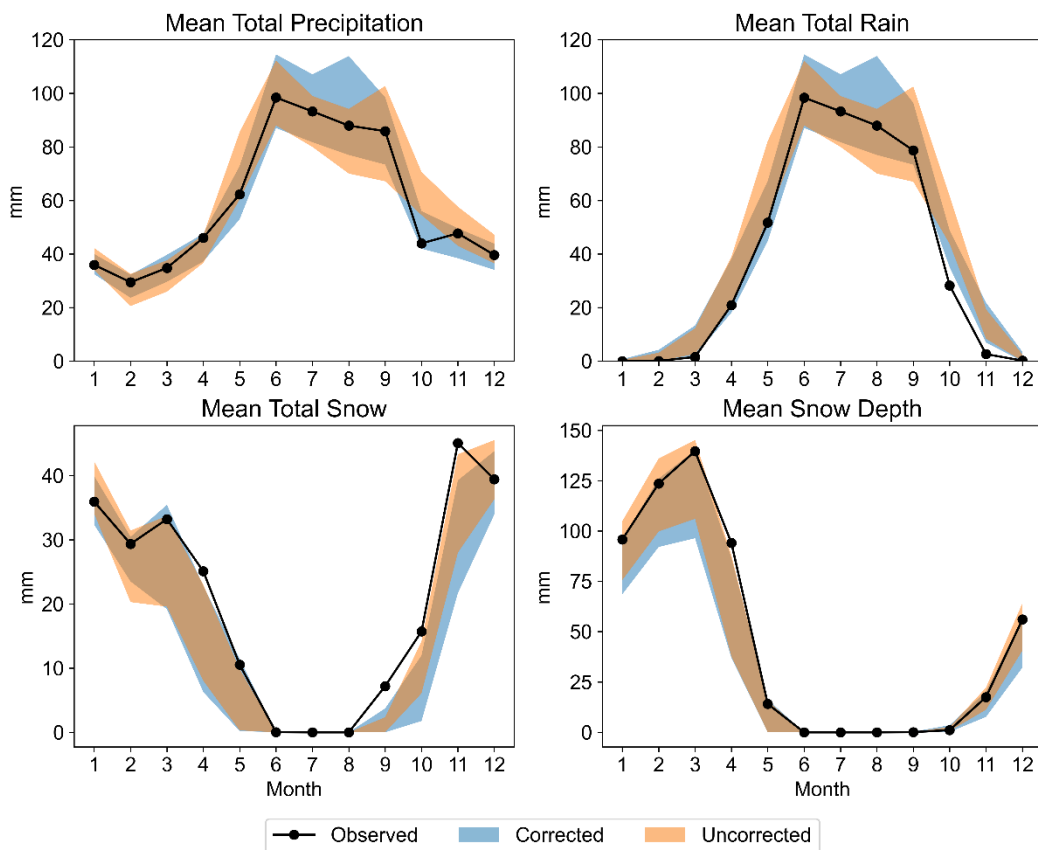 Mean Total Precipitation
Mean Total Rain
120
100
80
60
40
20
0
mm
1 2 3 4 5 6 7 8 9 10 11 12
120
100
80
60
40
20
0
mm
1 2 3 4 5 6 7 8 9 10 11 12
Mean Total Snow
Mean Snow Depth
40
30
20
10
0
mm
1 2 3 4 5 6 7 8 9 10 11 12
Month
150
125
100
75
50
25
0
mm
1 2 3 4 5 6 7 8 9 10 11 12
Month
Observed Corrected Uncorrected